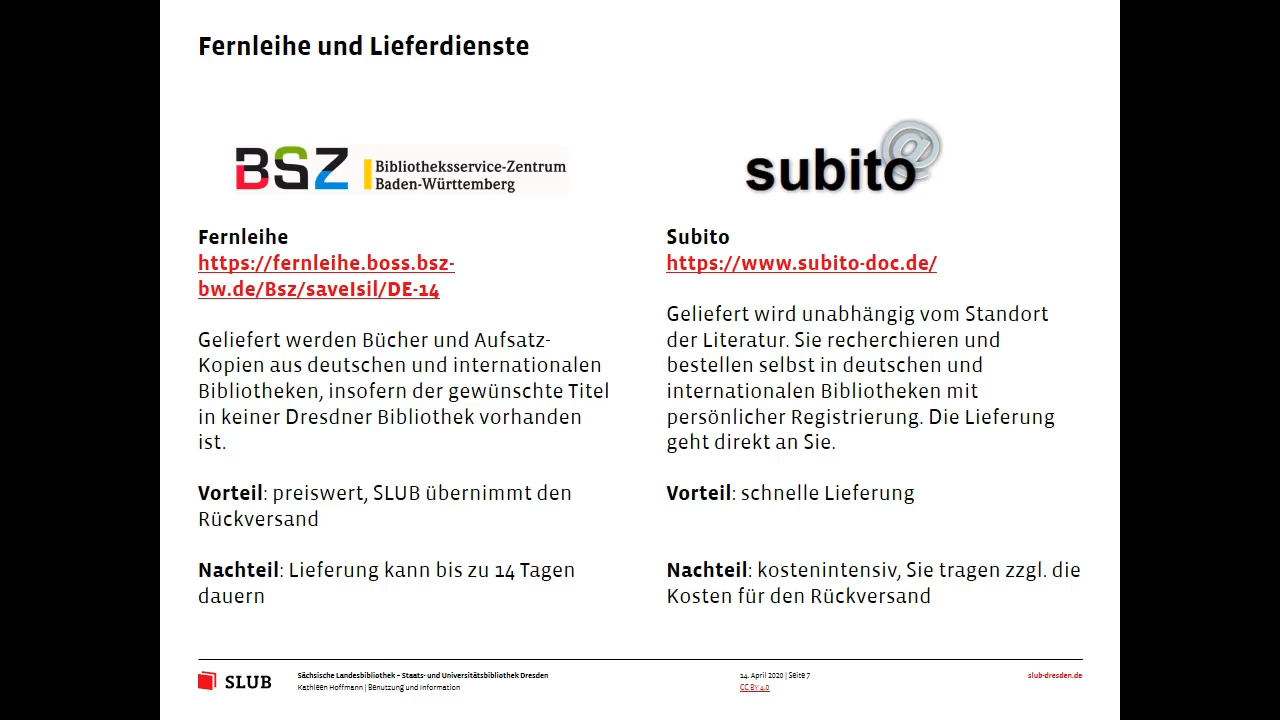 Fernleihe und Lieferdienste
BSZ
Bibliotheksservice-Zentrum
Baden-Württemberg
Fernleihe
https://fernleihe.boss.bsz-
bw.de/Bsz/saveIsil/DE-14
Geliefert werden Bücher und Aufsatz-
Kopien aus deutschen und internationalen
Bibliotheken, insofern der gewünschte Titel
in keiner Dresdner Bibliothek vorhanden
ist.
Vorteil: preiswert, SLUB übernimmt den
Rückversand
Nachteil: Lieferung kann bis zu 14 Tagen
dauern
subito@
Subito
https://www.subito-doc.de/
Geliefert wird unabhängig vom Standort
der Literatur. Sie recherchieren und
bestellen selbst in deutschen und
internationalen Bibliotheken mit
persönlicher Registrierung. Die Lieferung
geht direkt an Sie.
Vorteil: schnelle Lieferung
Nachteil: kostenintensiv, Sie tragen zzgl. die
Kosten für den Rückversand
SLUB
Sächsische Landesbibliothek – Staats- und Universitätsbibliothek Dresden
Kathleen Hoffmann | Benutzung und Information
24. April 2020 | Seite 7
CC BY 4.0
slub-dresden.de